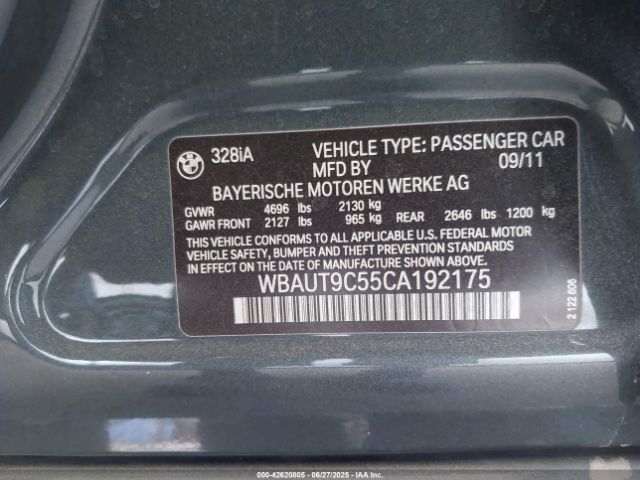 BMW
328iA VEHICLE TYPE: PASSENGER CAR
MFD BY 09/11
BAYERISCHE MOTOREN WERKE AG
GVWR 4696 lbs 2130 kg
GAWR FRONT 2127 lbs 965 kg REAR 2646 lbs 1200 kg
THIS VEHICLE CONFORMS TO ALL APPLICABLE U.S. FEDERAL MOTOR
VEHICLE SAFETY, BUMPER AND THEFT PREVENTION STANDARDS
IN EFFECT ON THE DATE OF MANUFACTURE SHOWN ABOVE.
WBAUT9C55CA192175
2 122 606
000-42620805 - 06/27/2025 - IAAI.COM